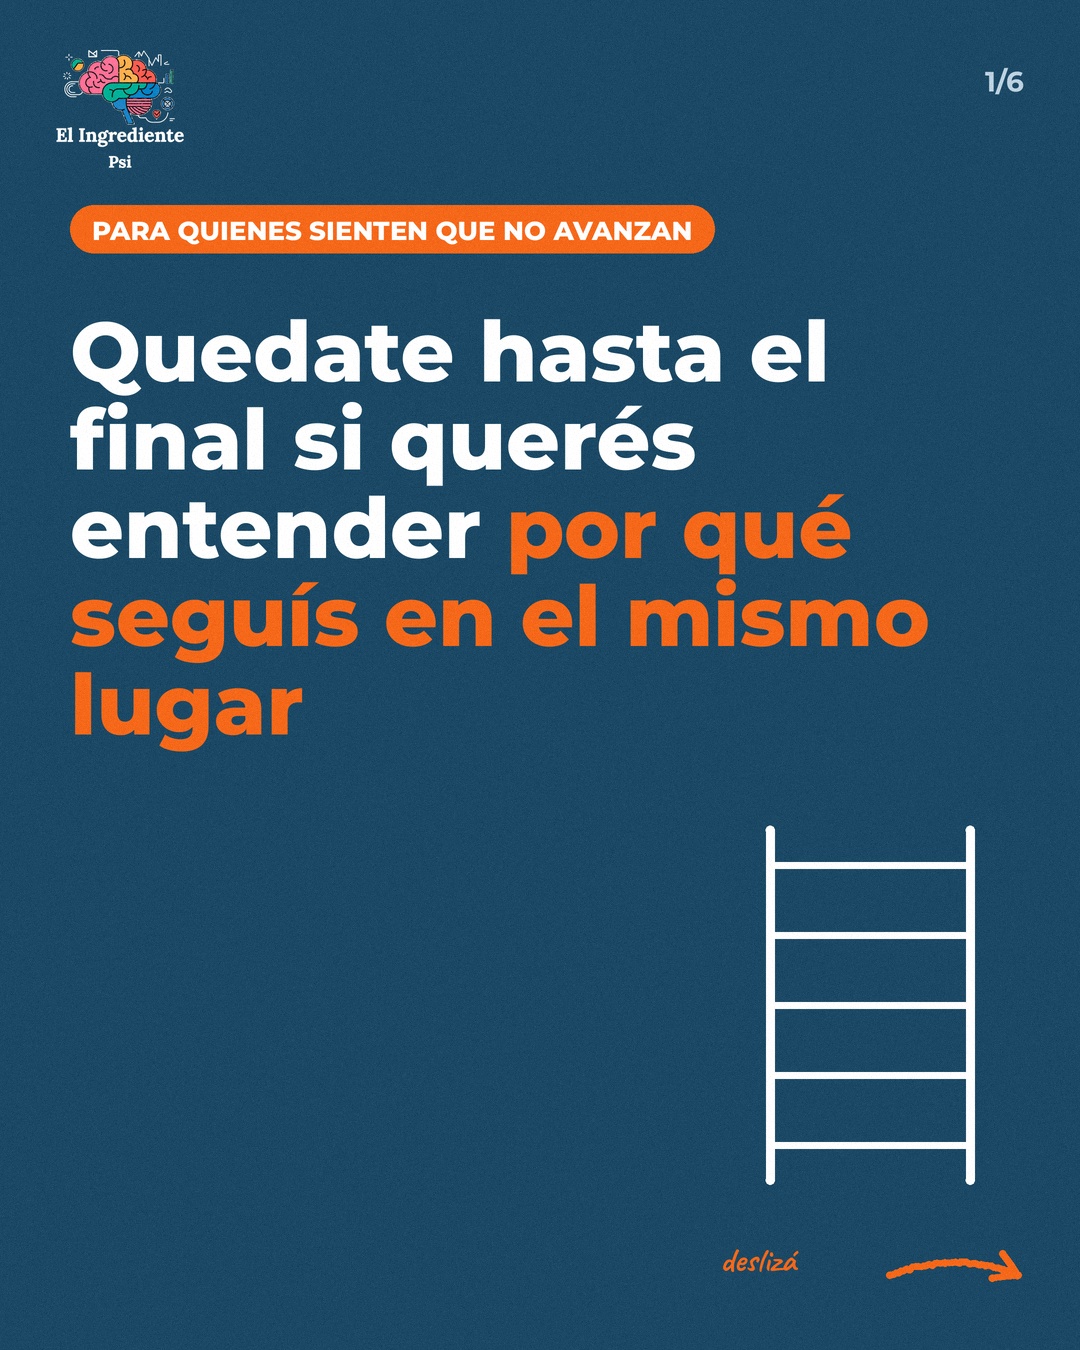 El Ingrediente
Psi
1/6
PARA QUIENES SIENTEN QUE NO AVANZAN
Quedate hasta el
final si querés
entender por qué
seguís en el mismo
lugar
deslizá